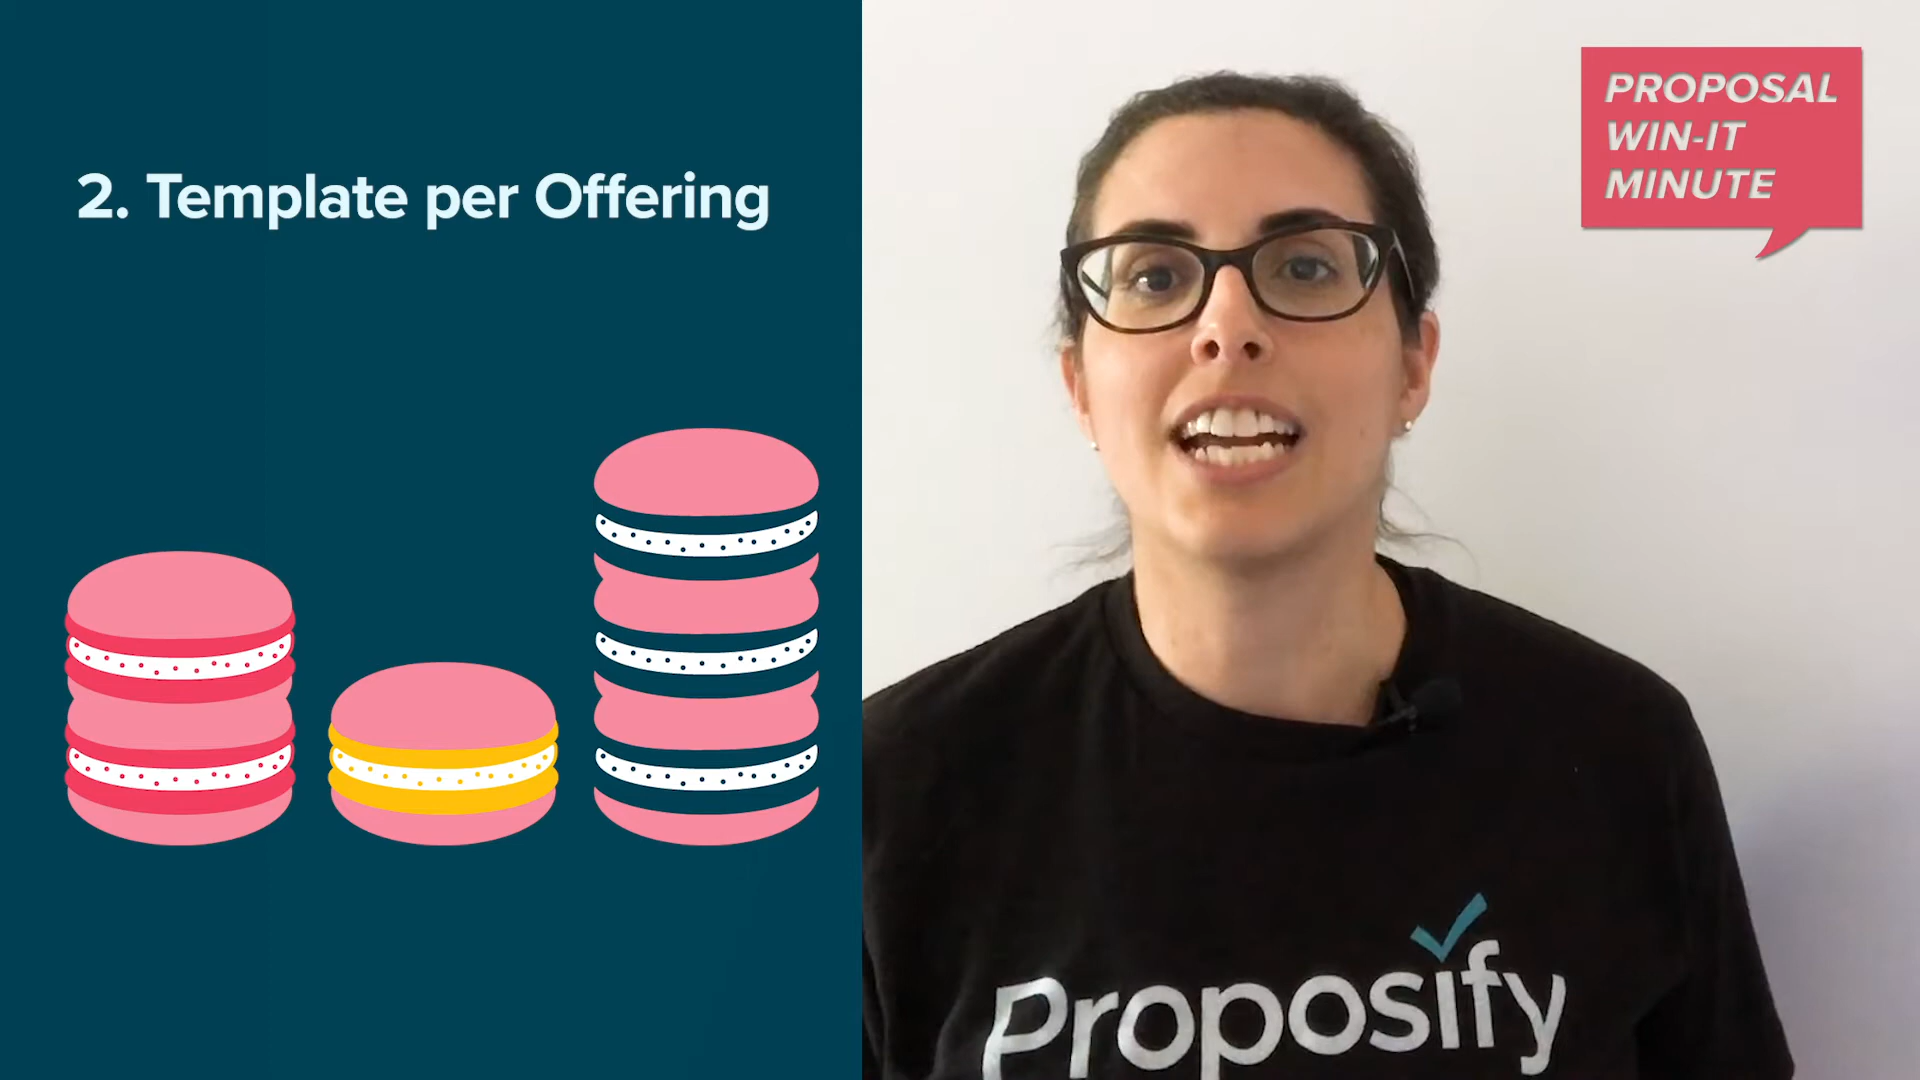 2. Template per Offering
PROPOSAL
WIN-IT
MINUTE
Proposify